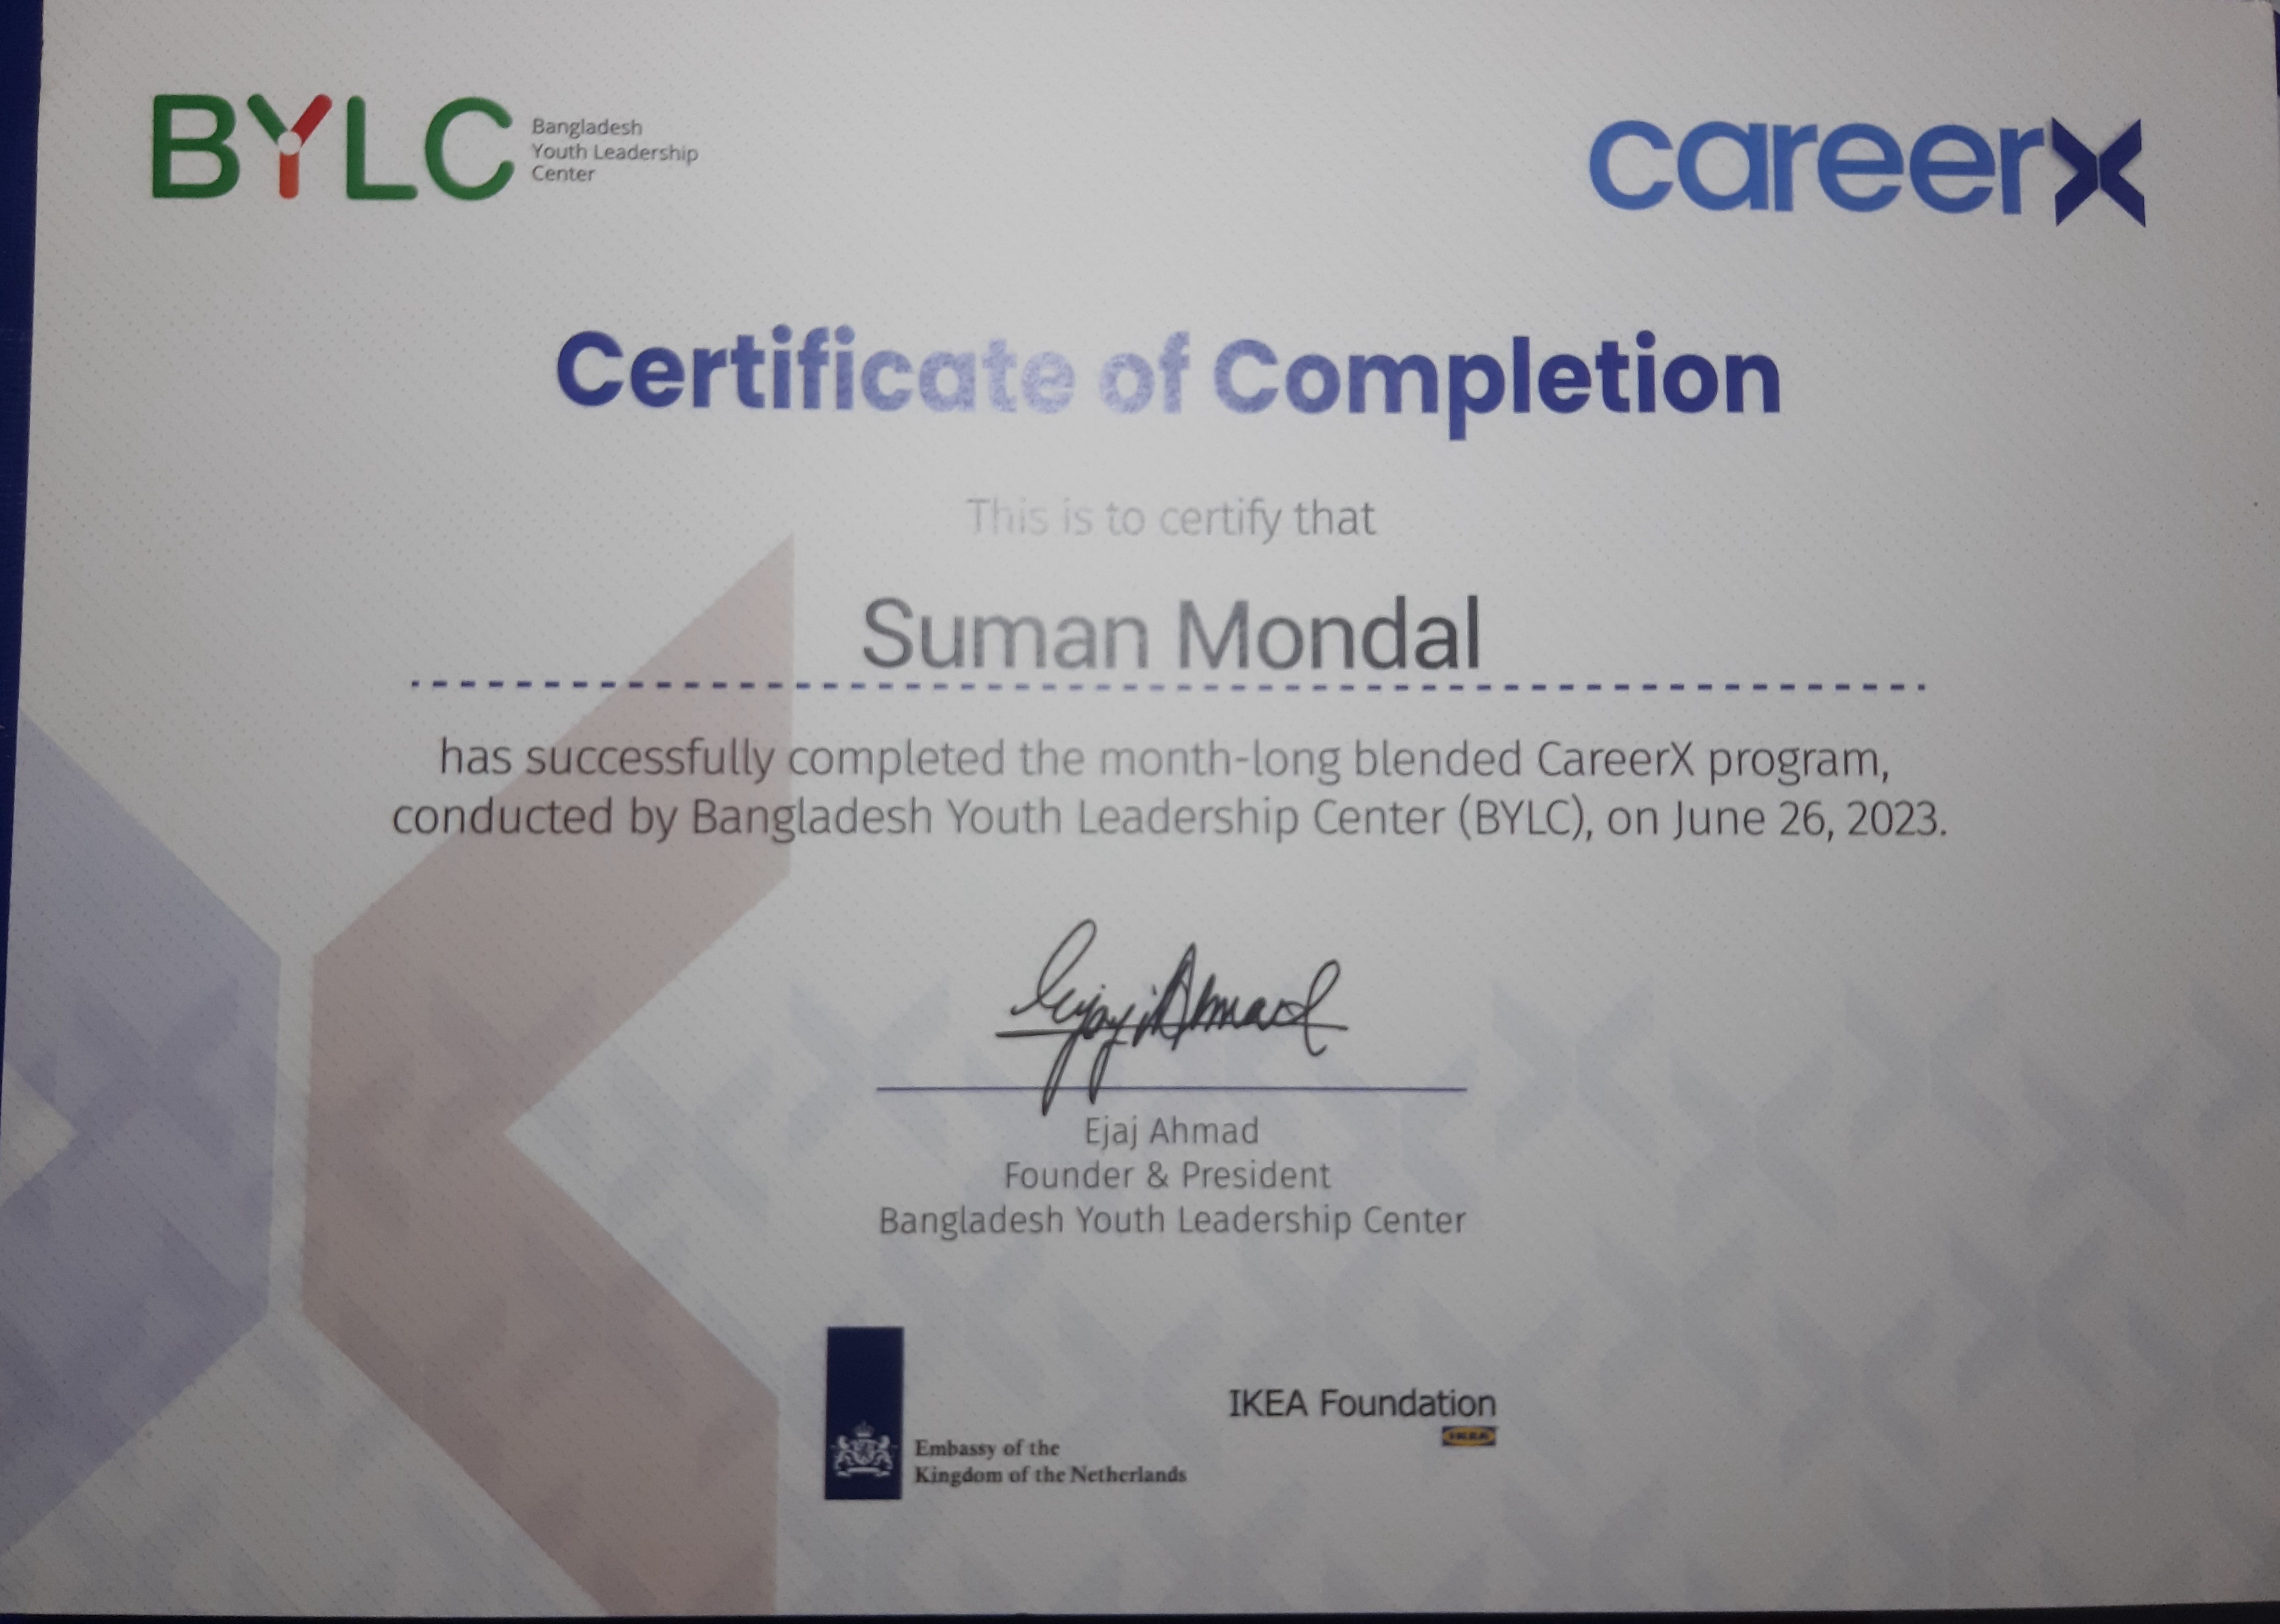 BYLC
Bangladesh
Youth Leadership
Center
careerx
Certificate of Completion
This is to certify that
Suman Mondal
has successfully completed the month-long blended CareerX program,
conducted by Bangladesh Youth Leadership Center (BYLC), on June 26, 2023.
Ejaj Ahmad
Ejaj Ahmad
Founder & President
Bangladesh Youth Leadership Center
Embassy of the
Kingdom of the Netherlands
IKEA Foundation
IKEA